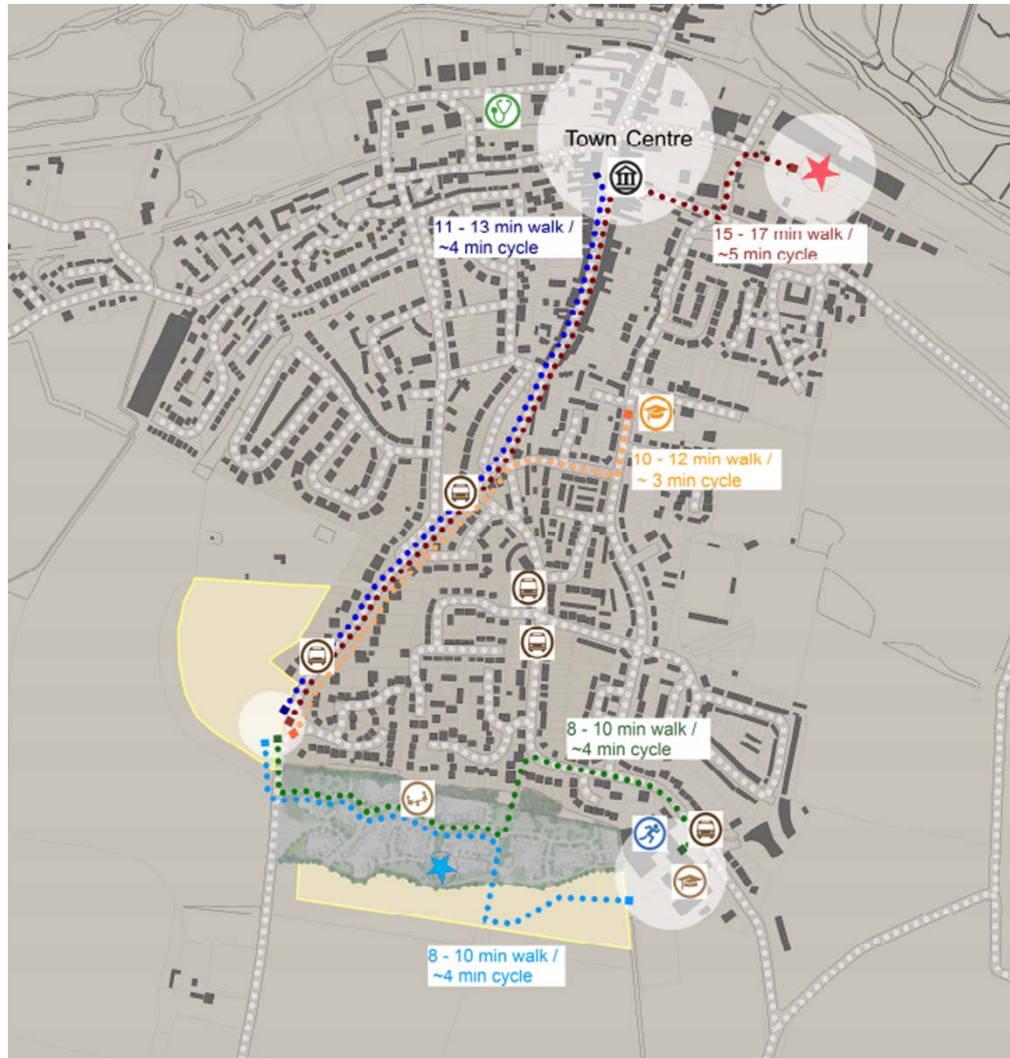 Town Centre
11 - 13 min walk /
~4 min cycle
15 - 17 min walk /
~5 min cycle
10 - 12 min walk /
~ 3 min cycle
8 - 10 min walk /
~4 min cycle
8 - 10 min walk /
~4 min cycle